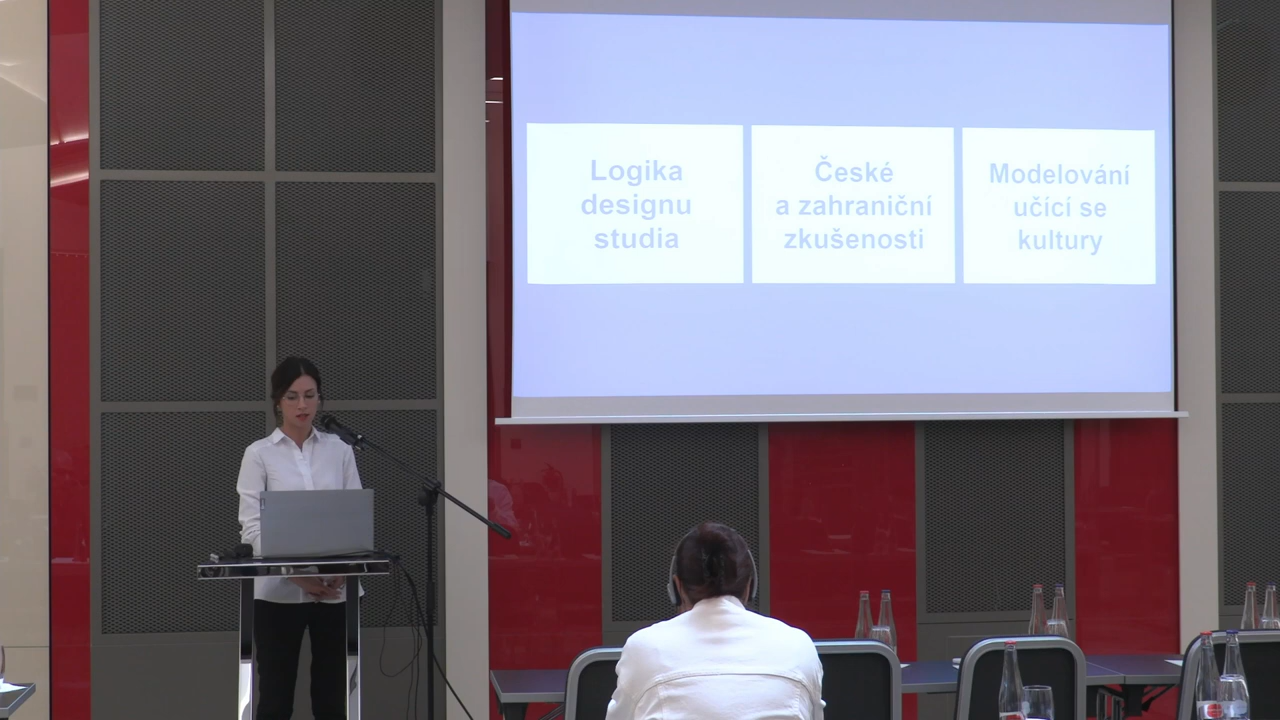 Logika
designu
studia
České
a zahraniční
zkušenosti
Modelování
učící se
kultury